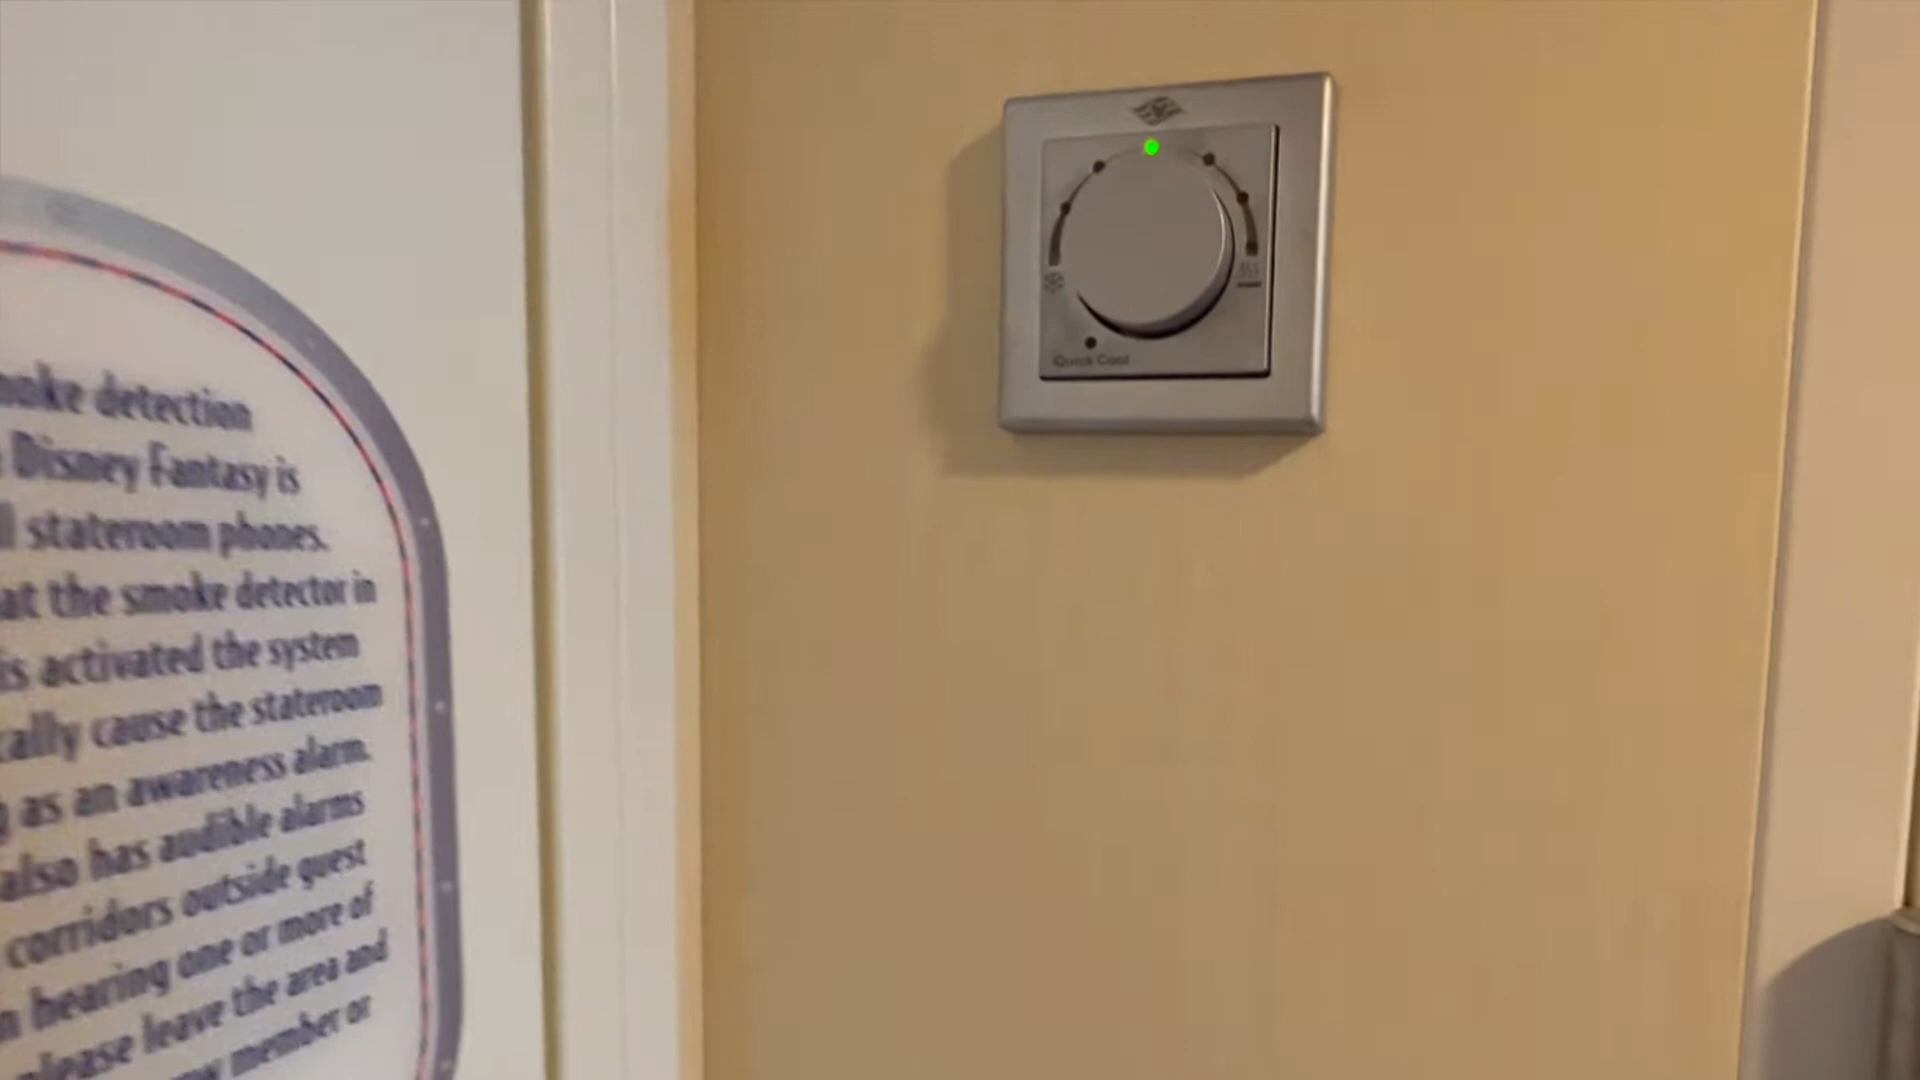 smoke detection
Disney Fantasy is
stateroom phones.
at the smoke detector in
is activated the system
cause the stateroom
as an awareness alarm.
also has audible alarms
corridors outside guest
hearing one or more of
please leave the area and
member or
Quick Cool